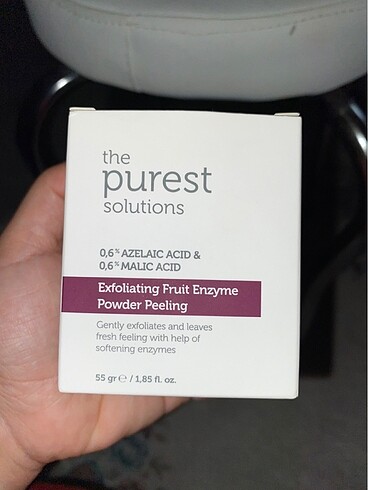 the
purest
solutions
0,6% AZELAIC ACID &
0,6% MALIC ACID
Exfoliating Fruit Enzyme
Powder Peeling
Gently exfoliates and leaves
fresh feeling with help of
softening enzymes
55 gr ℮ / 1,85 fl. oz.